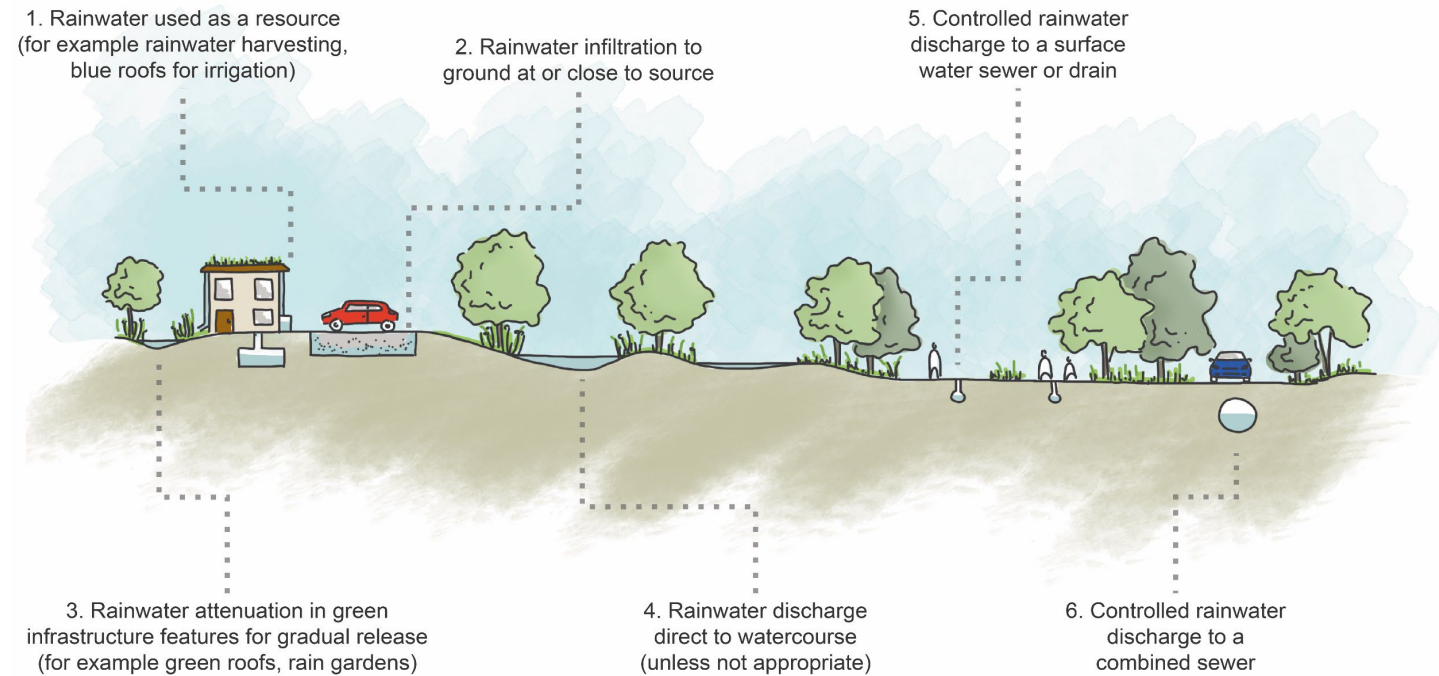 1. Rainwater used as a resource
(for example rainwater harvesting,
blue roofs for irrigation)
2. Rainwater infiltration to
ground at or close to source
5. Controlled rainwater
discharge to a surface
water sewer or drain
3. Rainwater attenuation in green
infrastructure features for gradual release
(for example green roofs, rain gardens)
4. Rainwater discharge
direct to watercourse
(unless not appropriate)
6. Controlled rainwater
discharge to a
combined sewer